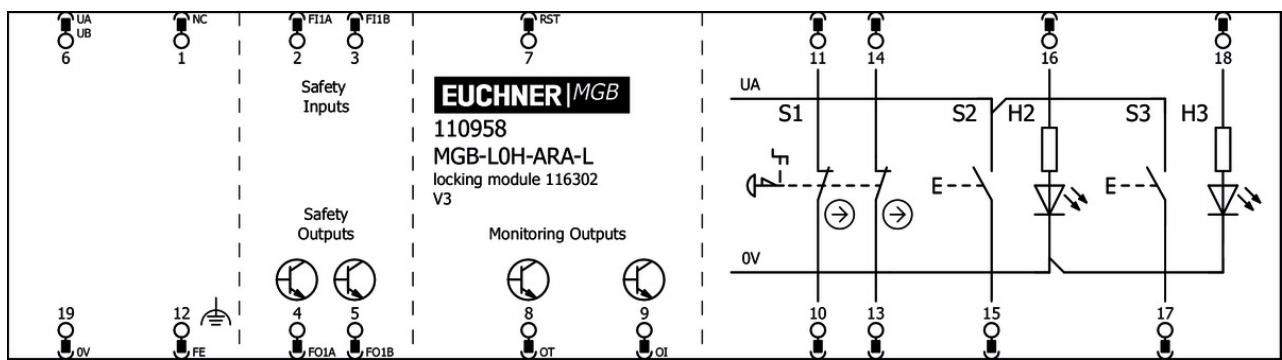 UA
UB
6
NC
1
FI1A
2
FI1B
3
RST
7
11
14
16
18
Safety
Inputs
EUCHNER|MGB
110958
MGB-L0H-ARA-L
locking module 116302
V3
Safety
Outputs
Monitoring Outputs
UA
S1
S2
H2
S3
H3
E
E
0V
19
0V
12
FE
4
FO1A
5
FO1B
8
OT
9
OI
10
13
15
17